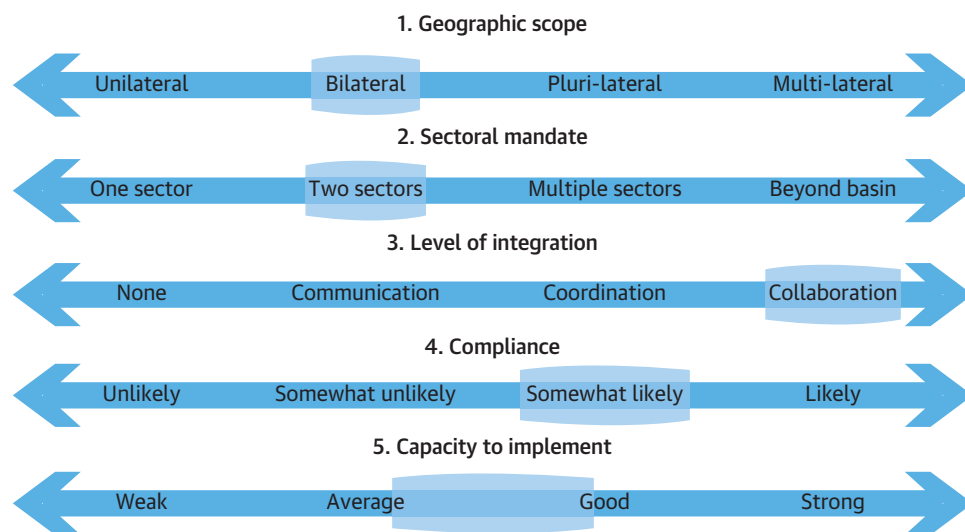 1. Geographic scope
Unilateral Bilateral Pluri-lateral Multi-lateral
2. Sectoral mandate
One sector Two sectors Multiple sectors Beyond basin
3. Level of integration
None Communication Coordination Collaboration
4. Compliance
Unlikely Somewhat unlikely Somewhat likely Likely
5. Capacity to implement
Weak Average Good Strong